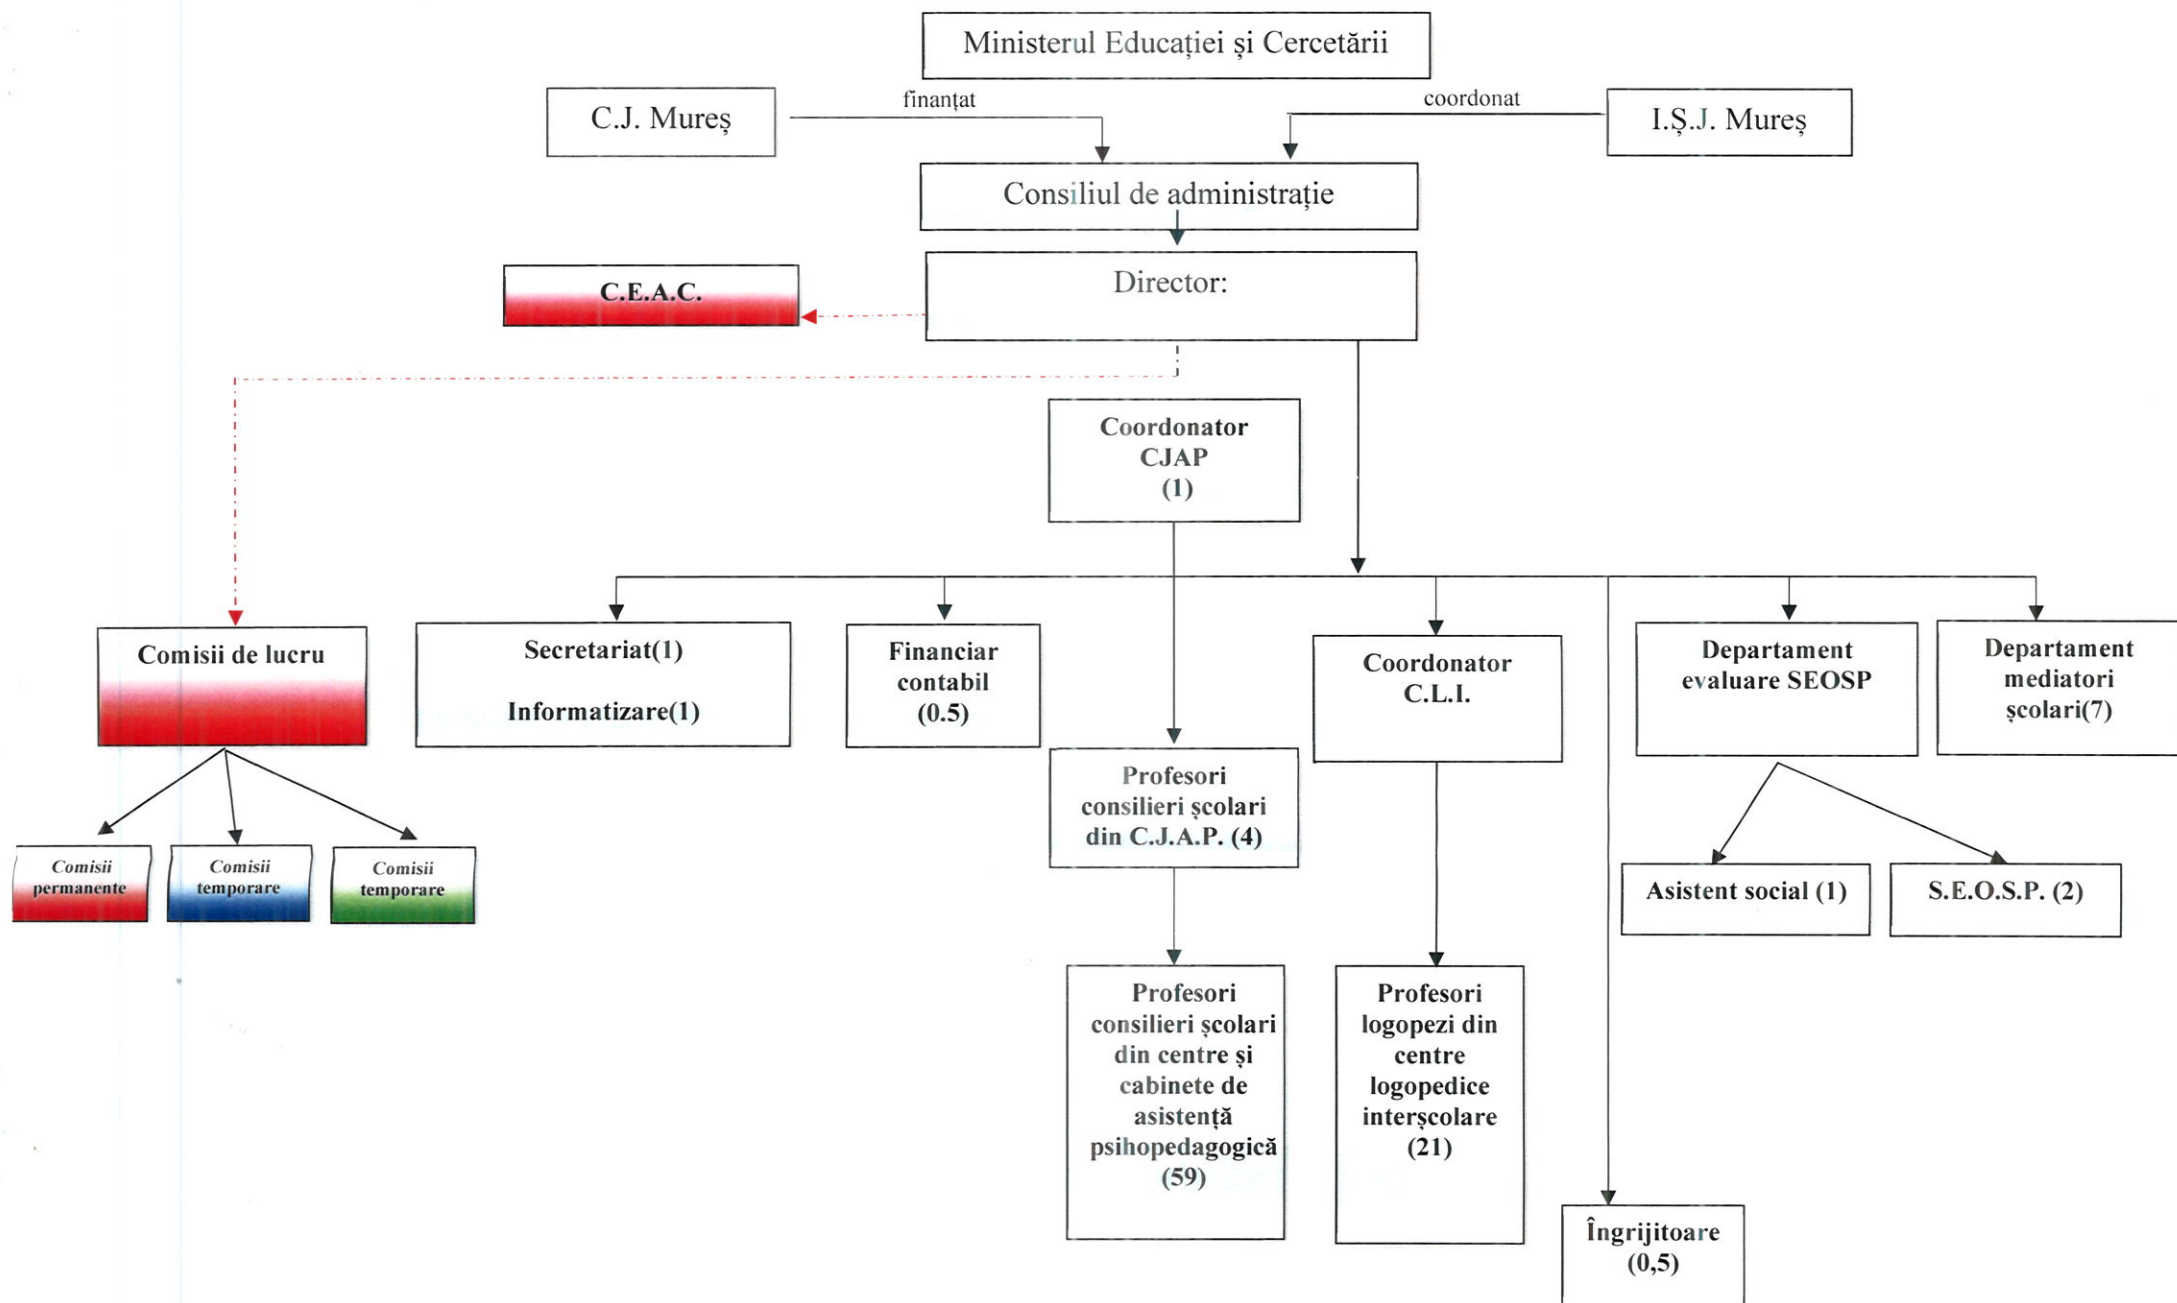 Ministerul Educației și Cercetării
C.J. Mureș
finanțat
coordonat
I.Ș.J. Mureș
Consiliul de administrație
C.E.A.C.
Director:
Coordonator
CJAP
(1)
Comisii de lucru
Secretariat(1)
Informatizare(1)
Financiar
contabil
(0.5)
Coordonator
C.L.I.
Departament
evaluare SEOSP
Departament
mediatori
școlari(7)
Profesori
consilieri școlari
din C.J.A.P. (4)
Comisii
permanente
Comisii
temporare
Comisii
temporare
Asistent social (1)
S.E.O.S.P. (2)
Profesori
consilieri școlari
din centre și
cabinete de
asistență
psihopedagogică
(59)
Profesori
logopezi din
centre
logopedice
interșcolare
(21)
Îngrijitoare
(0,5)